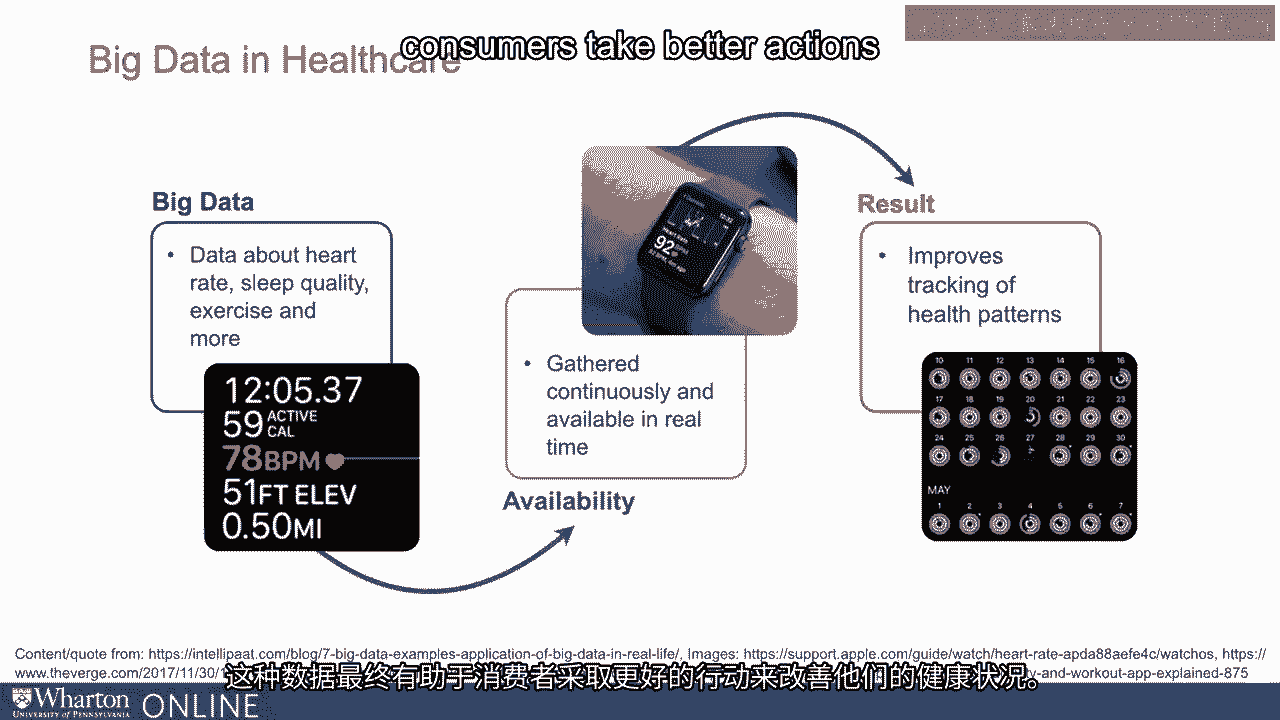 consumers take better actions
Big Data in Healthcare
Big Data
• Data about heart
rate, sleep quality,
exercise and
more
12:05.37
59 ACTIVE
CAL
78BPM
51FT ELEV
0.50MI
92
• Gathered
continuously and
available in real
time
Availability
Result
• Improves
tracking of
health patterns
10 11 12 13 14 15 16
17 18 19 20 21 22 23
24 25 26 27 28 29 30
MAY
1 2 3 4 5 6 7
Content/quote from: https://intellipaat.com/blog/7-big-data-examples-application-of-big-data-in-real-life/, Images: https://support.apple.com/guide/watch/heart-rate-apda88aefe4c/watchos, https://
www.theverge.com/2017/11/30/1 y-and-workout-app-explained-875
这种数据最终有助于消费者采取更好的行动来改善他们的健康状况。
Wharton ONLINE
UNIVERSITY of PENNSYLVANIA